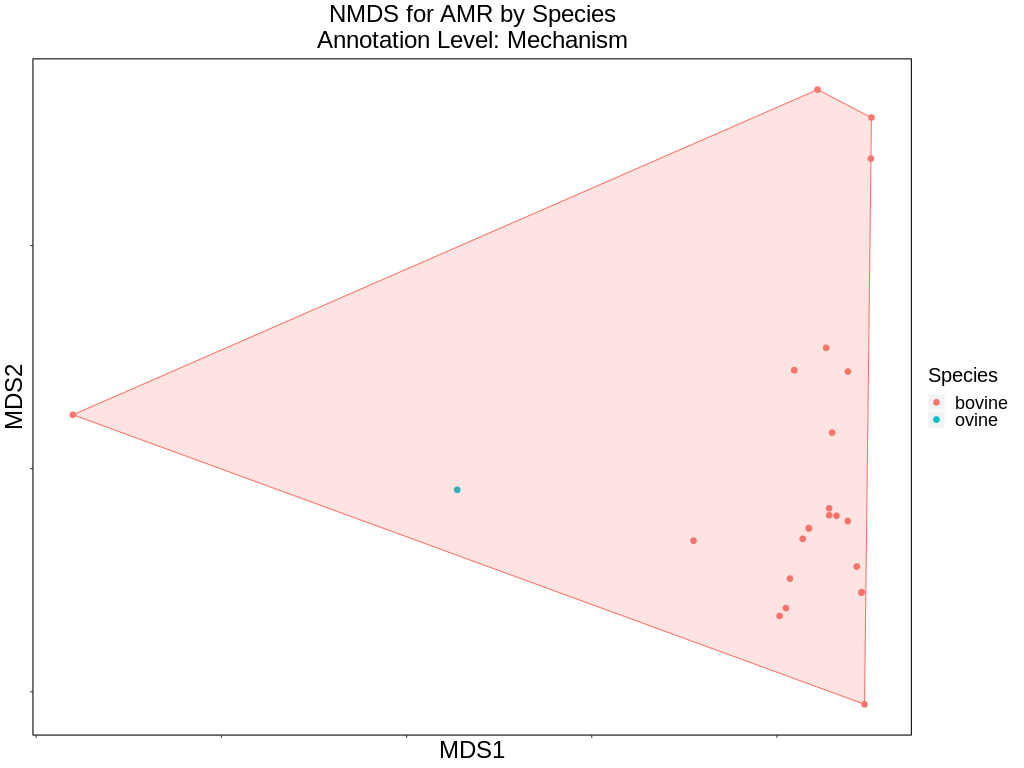 NMDS for AMR by Species
Annotation Level: Mechanism
MDS2
Species
bovine
ovine
MDS1